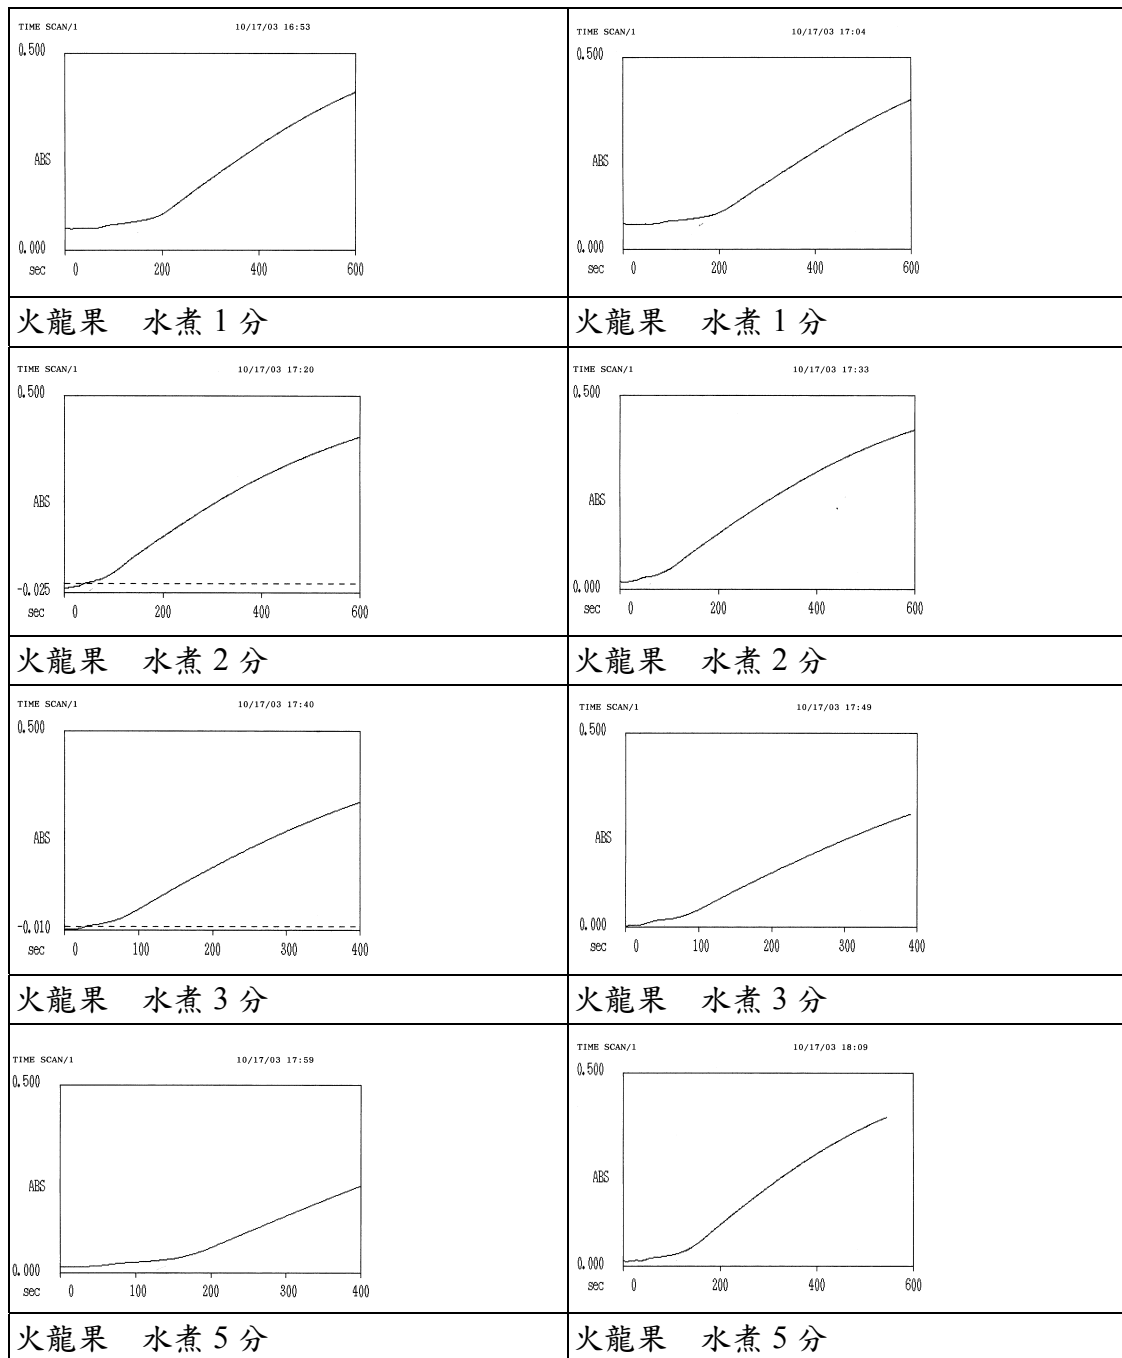 TIME SCAN/1 10/17/03 16:53
0.500
ABS
0.000
sec 0 200 400 600
火龍果 水煮 1 分
TIME SCAN/1 10/17/03 17:04
0.500
ABS
0.000
sec 0 200 400 600
火龍果 水煮 1 分
TIME SCAN/1 10/17/03 17:20
0.500
ABS
-0.025
sec 0 200 400 600
火龍果 水煮 2 分
TIME SCAN/1 10/17/03 17:33
0.500
ABS
0.000
sec 0 200 400 600
火龍果 水煮 2 分
TIME SCAN/1 10/17/03 17:40
0.500
ABS
-0.010
sec 0 100 200 300 400
火龍果 水煮 3 分
TIME SCAN/1 10/17/03 17:49
0.500
ABS
0.000
sec 0 100 200 300 400
火龍果 水煮 3 分
TIME SCAN/1 10/17/03 17:59
0.500
ABS
0.000
sec 0 100 200 300 400
火龍果 水煮 5 分
TIME SCAN/1 10/17/03 18:09
0.500
ABS
0.000
sec 0 200 400 600
火龍果 水煮 5 分